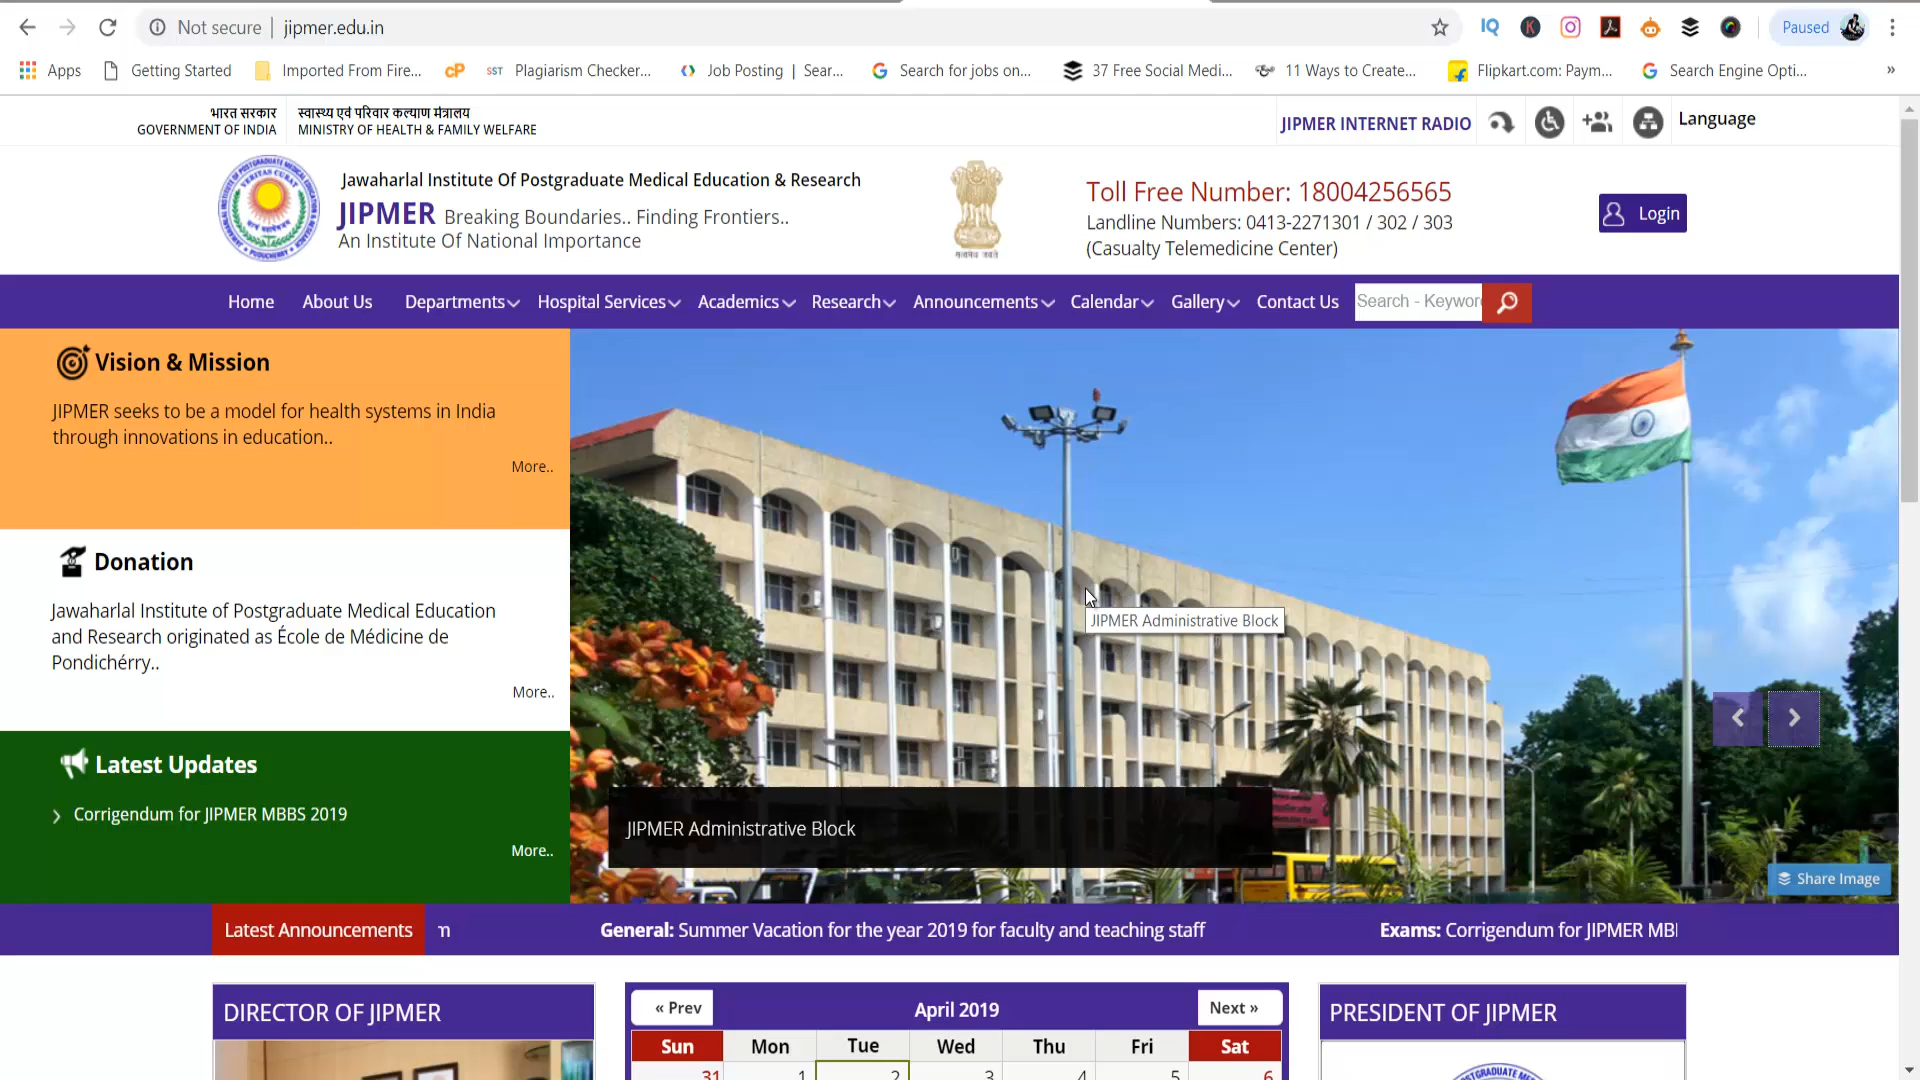 Not secure | jipmer.edu.in
Paused
Apps
Getting Started
Imported From Fire...
Plagiarism Checker...
Job Posting | Sear...
Search for jobs on...
37 Free Social Medi...
11 Ways to Create...
Flipkart.com: Paym...
Search Engine Opti...
भारत सरकार
GOVERNMENT OF INDIA
स्वास्थ्य एवं परिवार कल्याण मंत्रालय
MINISTRY OF HEALTH & FAMILY WELFARE
JIPMER INTERNET RADIO
Language
Jawaharlal Institute Of Postgraduate Medical Education & Research
JIPMER Breaking Boundaries.. Finding Frontiers..
An Institute Of National Importance
सत्यमेव जयते
Toll Free Number: 18004256565
Landline Numbers: 0413-2271301 / 302 / 303
(Casualty Telemedicine Center)
Login
Home
About Us
Departments
Hospital Services
Academics
Research
Announcements
Calendar
Gallery
Contact Us
Search - Keywor
Vision & Mission
JIPMER seeks to be a model for health systems in India
through innovations in education..
More..
Donation
Jawaharlal Institute of Postgraduate Medical Education
and Research originated as École de Médicine de
Pondichérry..
More..
Latest Updates
Corrigendum for JIPMER MBBS 2019
More..
JIPMER Administrative Block
JIPMER Administrative Block
Share Image
Latest Announcements
m
General: Summer Vacation for the year 2019 for faculty and teaching staff
Exams: Corrigendum for JIPMER MB
DIRECTOR OF JIPMER
« Prev
April 2019
Next »
Sun Mon Tue Wed Thu Fri Sat
31 1 2 3 4 5 6
PRESIDENT OF JIPMER